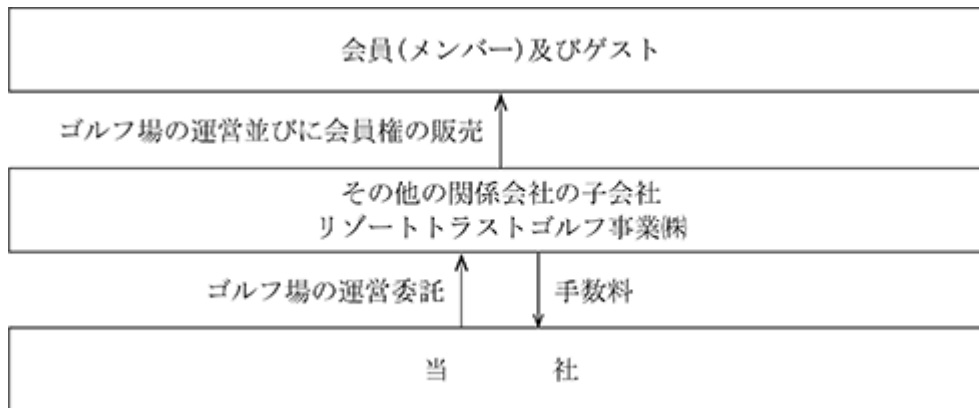 会員(メンバー)及びゲスト
ゴルフ場の運営並びに会員権の販売
その他の関係会社の子会社
リゾートトラストゴルフ事業㈱
ゴルフ場の運営委託
手数料
当 社